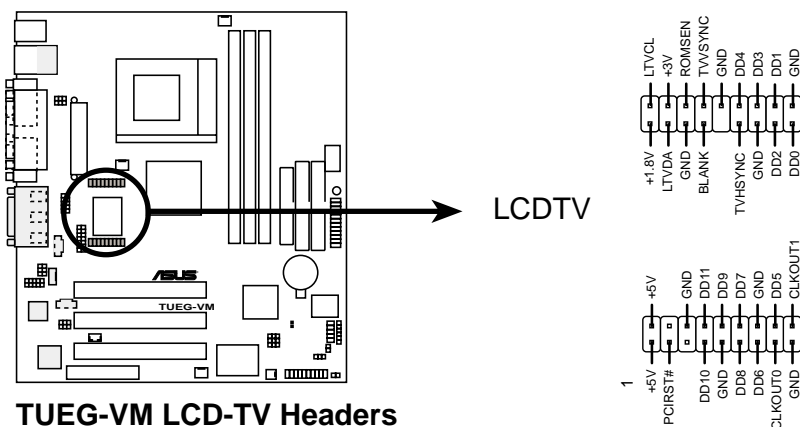 LTVCL
+3V
ROMSEN
TVVSYNC
GND
DD4
DD3
DD1
GND
+1.8V
LTVDA
GND
BLANK
TVHSYNC
GND
DD2
DD0
LCDTV
+5V
GND
DD11
DD9
DD7
GND
DD5
CLKOUT1
1
+5V
PCIRST#
DD10
GND
DD8
DD6
CLKOUT0
GND
ASUS
TUEG-VM
TUEG-VM LCD-TV Headers